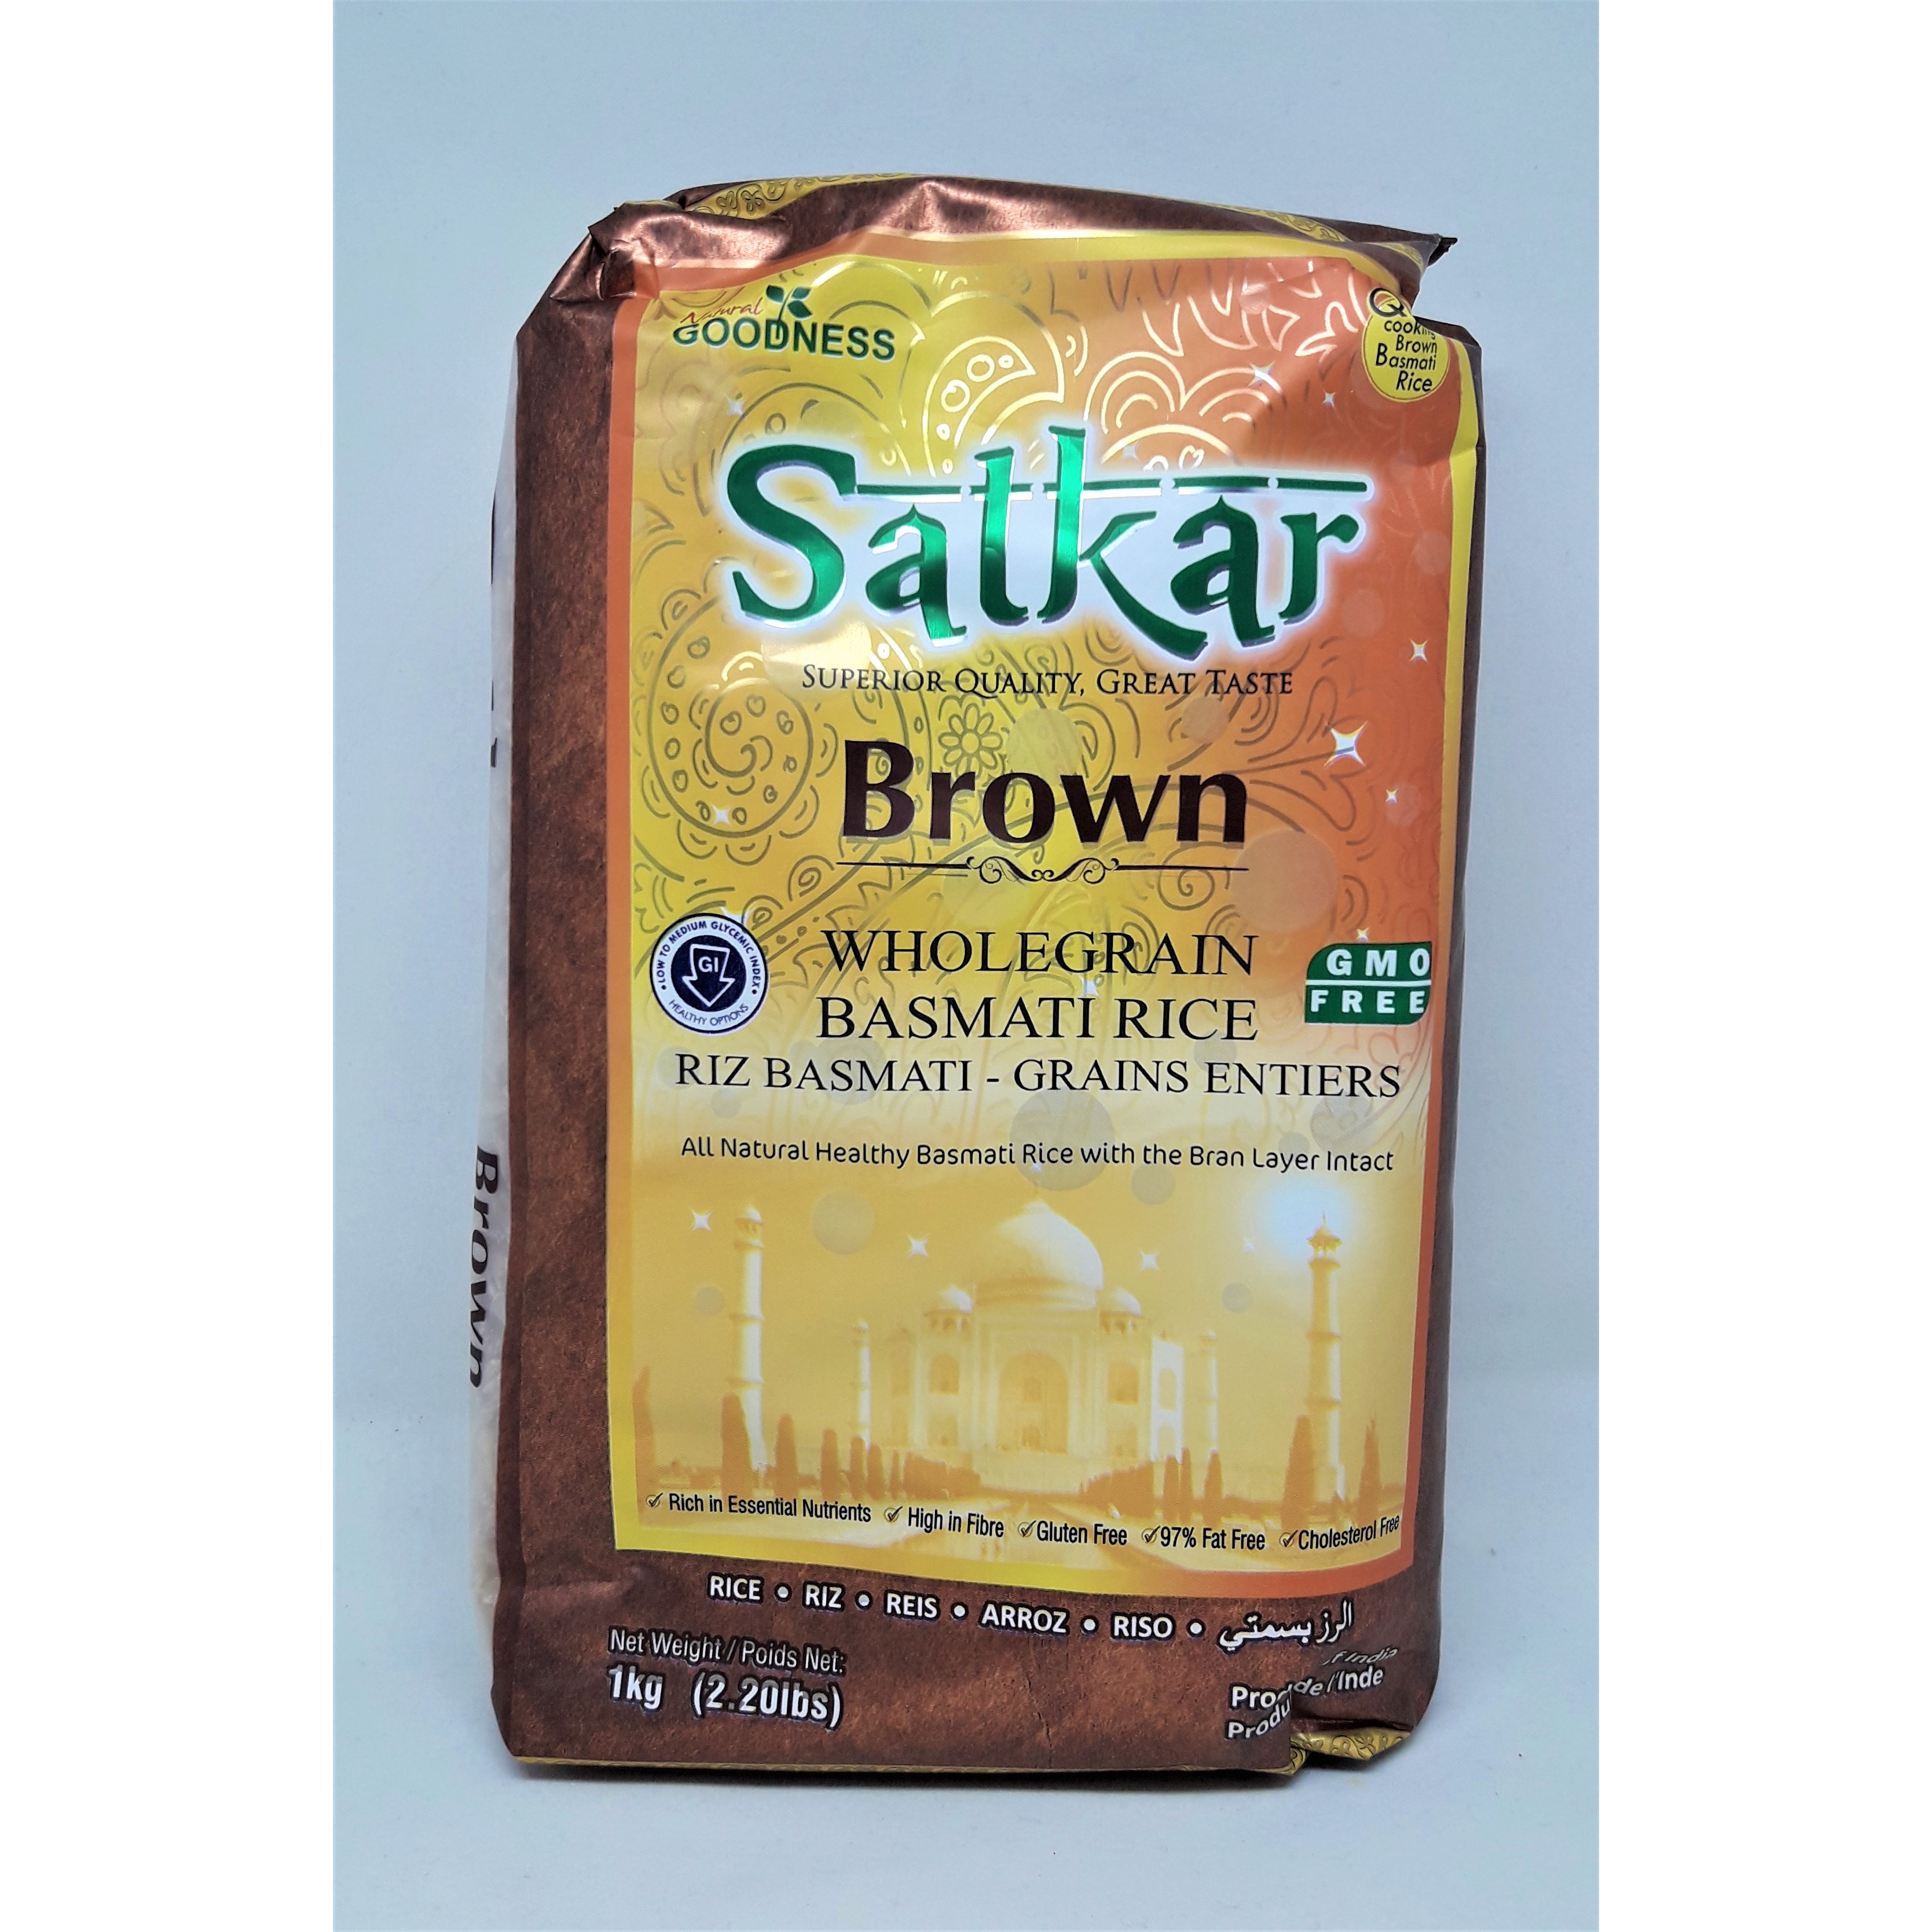 Natural
GOODNESS
cooking
Brown
Basmati
Rice
Satkar
SUPERIOR QUALITY, GREAT TASTE
Brown
LOW TO MEDIUM GLYCEMIC INDEX
GI
HEALTHY OPTIONS
WHOLEGRAIN
BASMATI RICE
GMO
FREE
RIZ BASMATI - GRAINS ENTIERS
All Natural Healthy Basmati Rice with the Bran Layer Intact
Brown
Rich in Essential Nutrients High in Fibre Gluten Free 97% Fat Free Cholesterol Free
RICE • RIZ • REIS • ARROZ • RISO • الرز بسمتي
Net Weight / Poids Net:
1kg (2.20lbs)
India
de l'Inde